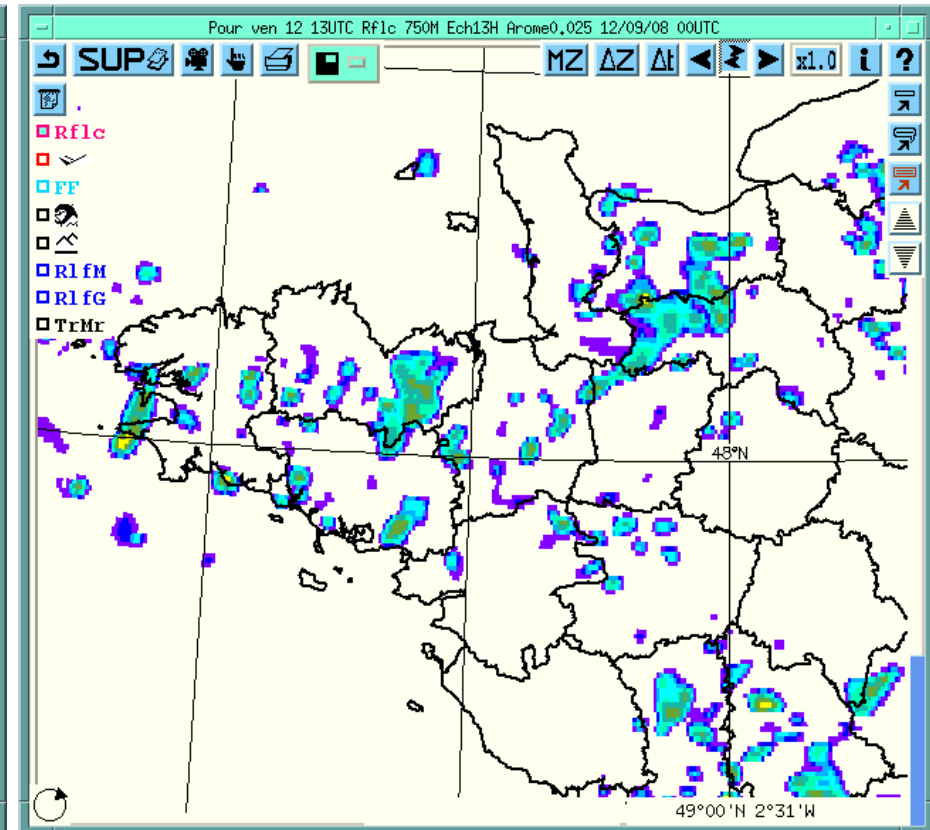 Pour ven 12 13UTC Rflc 750M Ech13H Arome0.025 12/09/08 00UTC
SUP MZ ΔZ Δt x1.0 i ?
Rflc
FF
RlfM
RlfG
TrMr
48°N
49°00'N 2°31'W